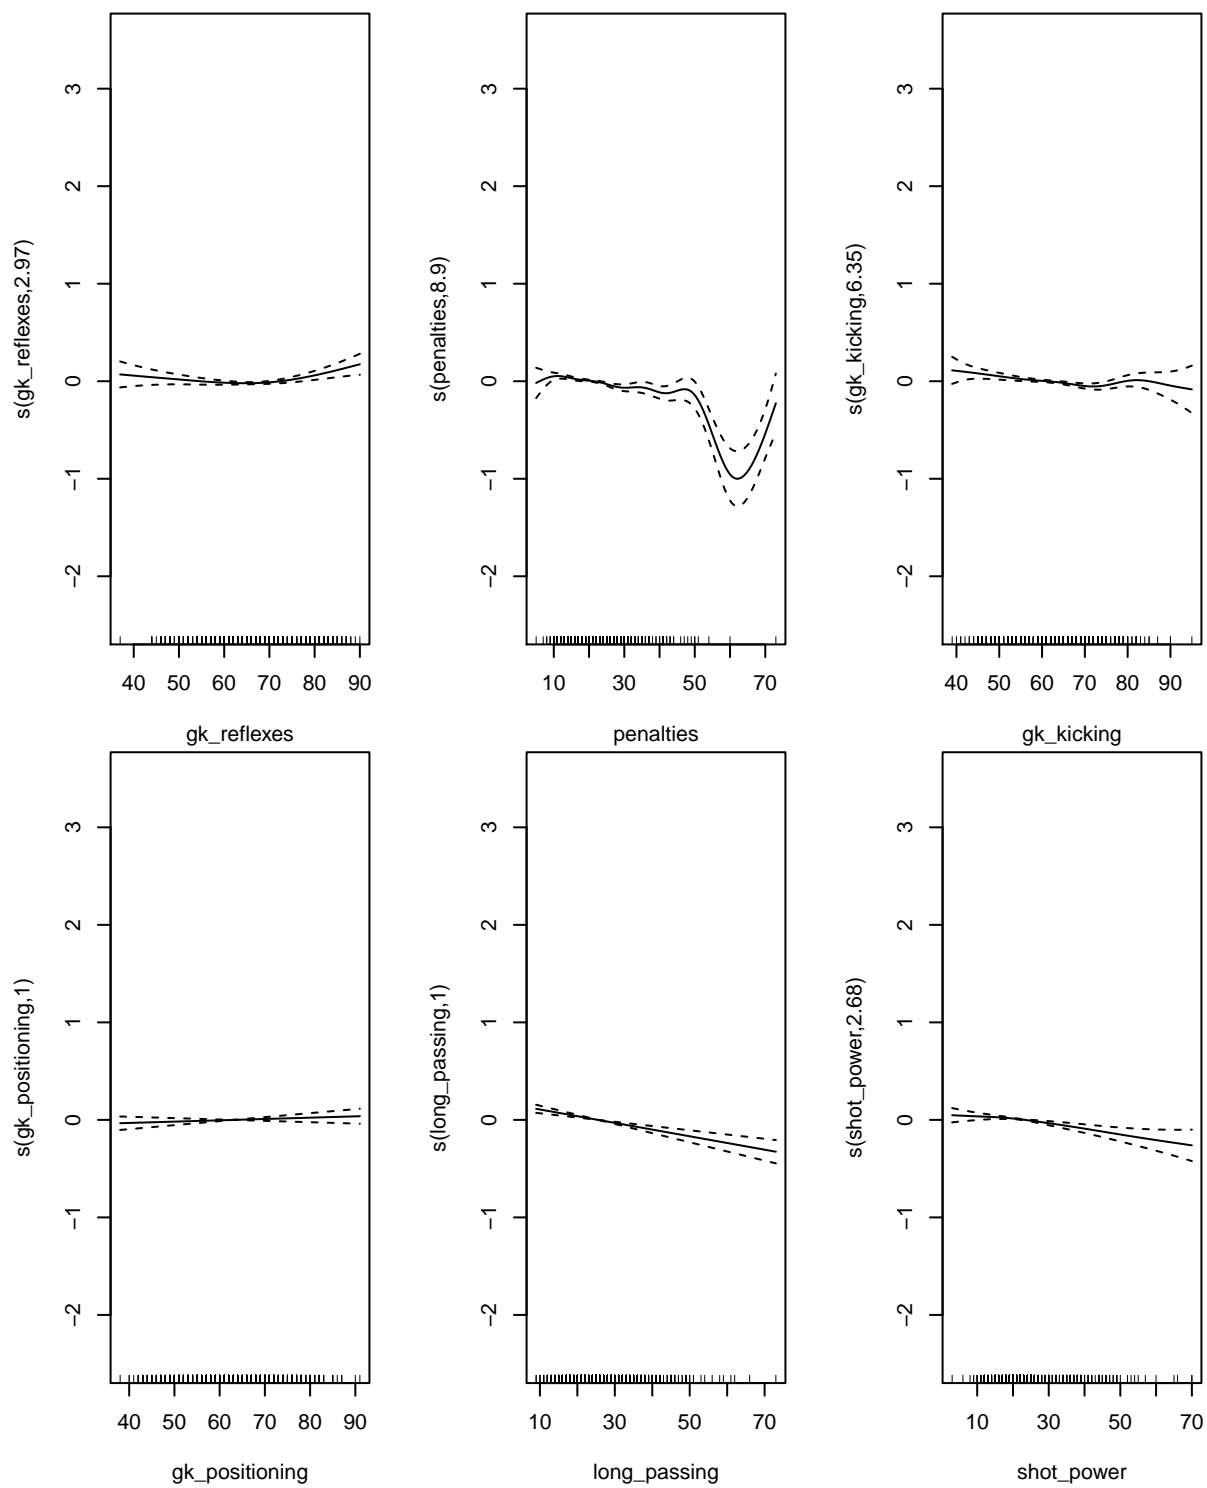 s(gk_reflexes,2.97)
3
2
1
0
−1
−2
40 50 60 70 80 90
gk_reflexes
s(penalties,8.9)
3
2
1
0
−1
−2
10 30 50 70
penalties
s(gk_kicking,6.35)
3
2
1
0
−1
−2
40 50 60 70 80 90
gk_kicking
s(gk_positioning,1)
3
2
1
0
−1
−2
40 50 60 70 80 90
gk_positioning
s(long_passing,1)
3
2
1
0
−1
−2
10 30 50 70
long_passing
s(shot_power,2.68)
3
2
1
0
−1
−2
10 30 50 70
shot_power